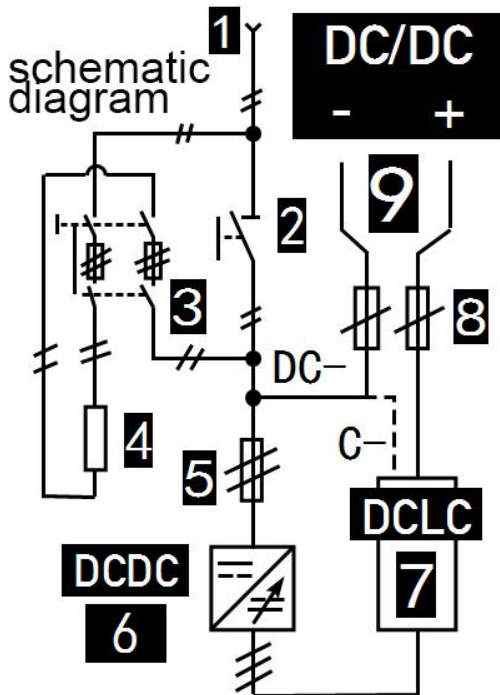 1
DC/DC
- +
schematic
diagram
9
2
3
8
DC-
C-
4
5
DCLC
DCDC
7
6